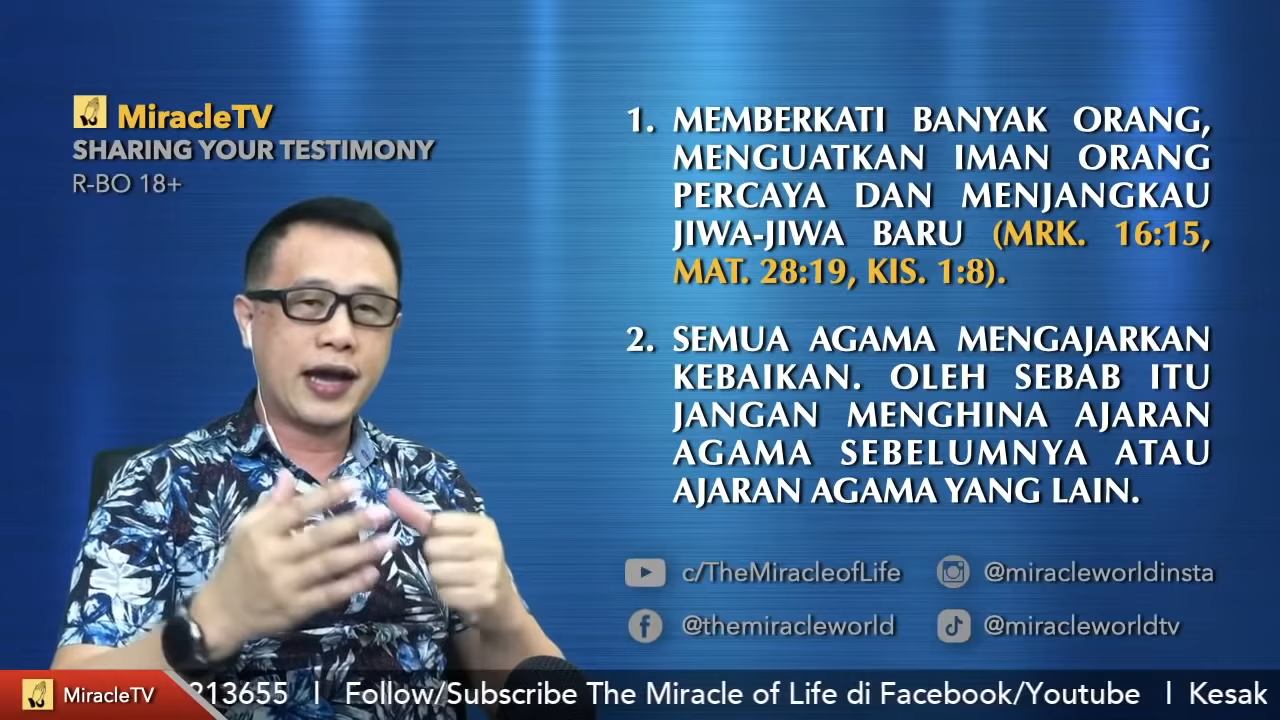 MiracleTV
SHARING YOUR TESTIMONY
R-BO 18+
1. MEMBERKATI BANYAK ORANG,
MENGUATKAN IMAN ORANG
PERCAYA DAN MENJANGKAU
JIWA-JIWA BARU (MRK. 16:15,
MAT. 28:19, KIS. 1:8).
2. SEMUA AGAMA MENGAJARKAN
KEBAIKAN. OLEH SEBAB ITU
JANGAN MENGHINA AJARAN
AGAMA SEBELUMNYA ATAU
AJARAN AGAMA YANG LAIN.
c/TheMiracleofLife @miracleworldinsta
@themiracleworld @miracleworldtv
MiracleTV 213655 | Follow/Subscribe The Miracle of Life di Facebook/Youtube | Kesak